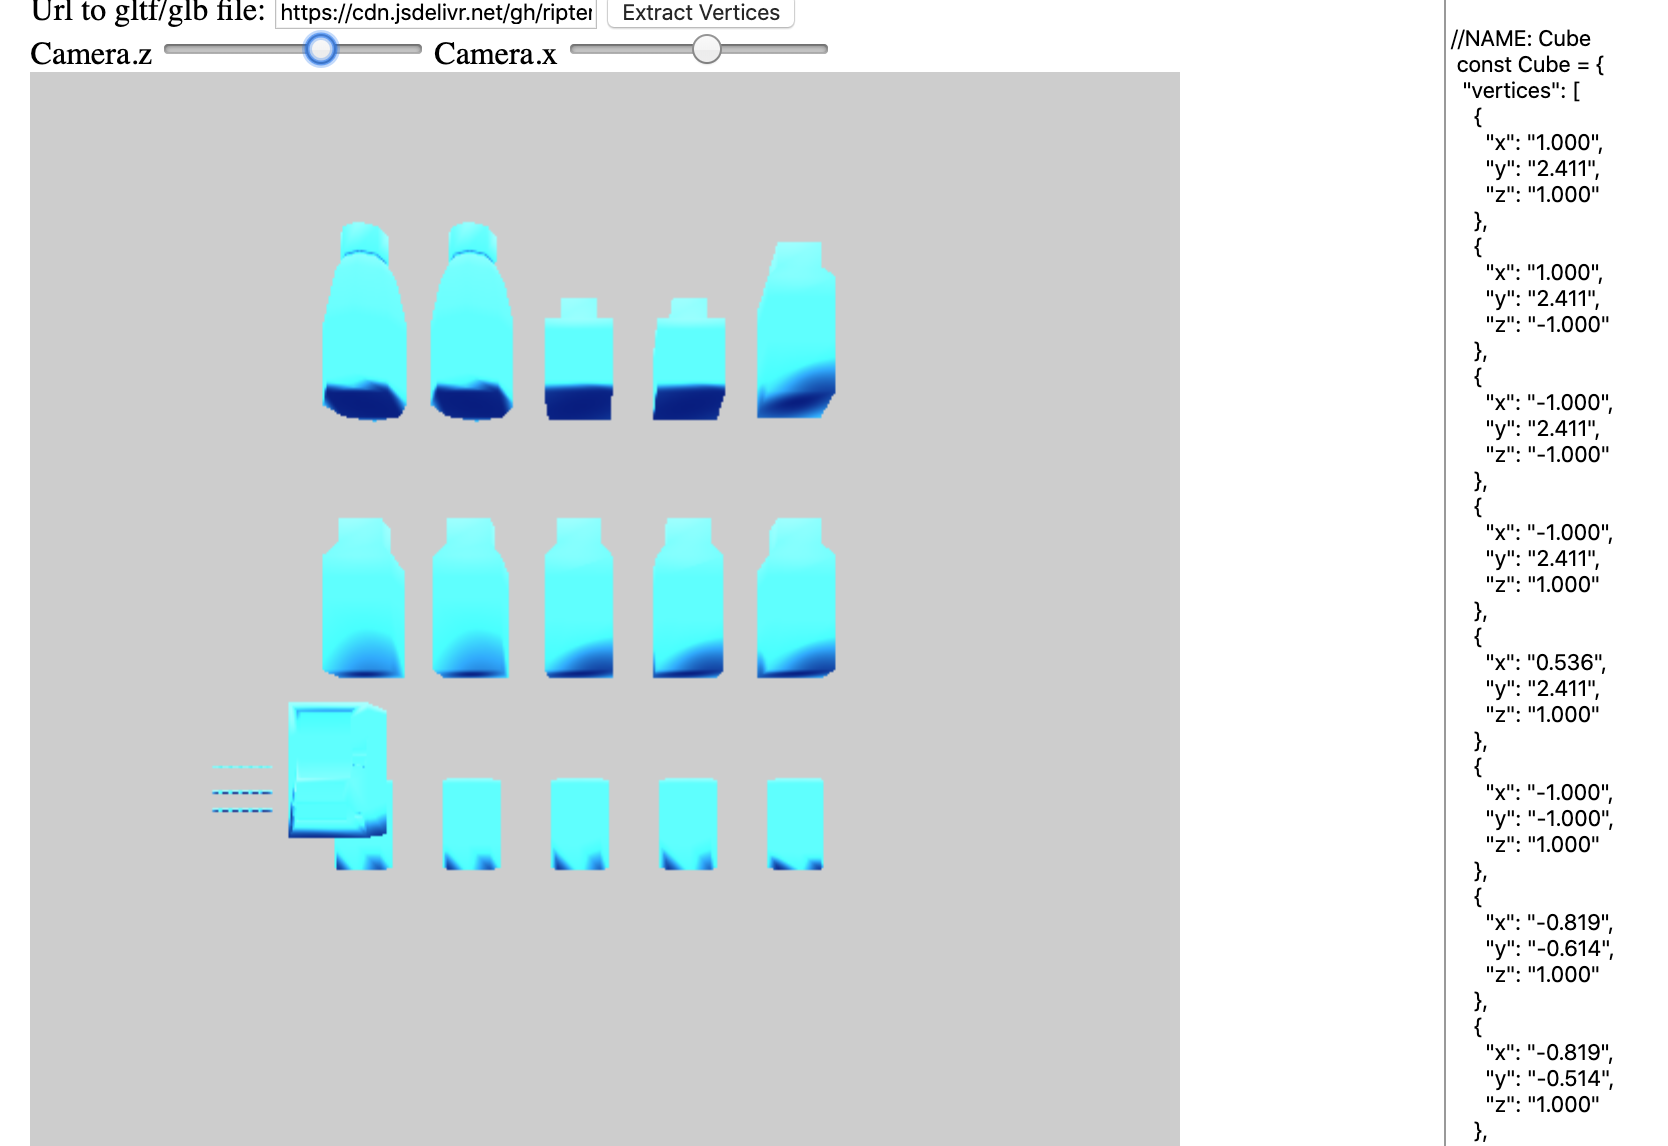 Url to gltf/glb file: https://cdn.jsdelivr.net/gh/ripter Extract Vertices
Camera.z Camera.x
//NAME: Cube
const Cube = {
"vertices": [
{
"x": "1.000",
"y": "2.411",
"z": "1.000"
},
{
"x": "1.000",
"y": "2.411",
"z": "-1.000"
},
{
"x": "-1.000",
"y": "2.411",
"z": "-1.000"
},
{
"x": "-1.000",
"y": "2.411",
"z": "1.000"
},
{
"x": "0.536",
"y": "2.411",
"z": "1.000"
},
{
"x": "-1.000",
"y": "-1.000",
"z": "1.000"
},
{
"x": "-0.819",
"y": "-0.614",
"z": "1.000"
},
{
"x": "-0.819",
"y": "-0.514",
"z": "1.000"
},